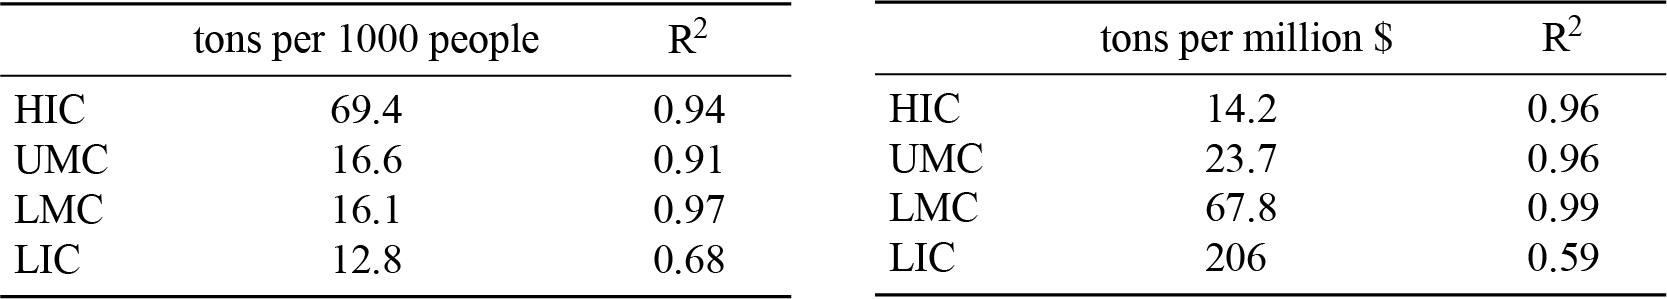 tons per 1000 people R²
HIC 69.4 0.94
UMC 16.6 0.91
LMC 16.1 0.97
LIC 12.8 0.68
tons per million $ R²
HIC 14.2 0.96
UMC 23.7 0.96
LMC 67.8 0.99
LIC 206 0.59